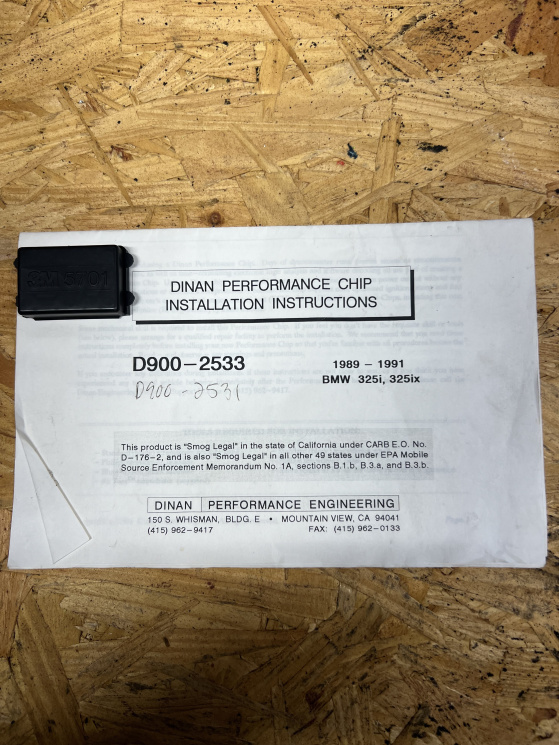 DINAN PERFORMANCE CHIP
INSTALLATION INSTRUCTIONS
D900-2533
D900 - 2531
1989 - 1991
BMW 325i, 325ix
This product is "Smog Legal" in the state of California under CARB E.O. No.
D-176-2, and is also "Smog Legal" in all other 49 states under EPA Mobile
Source Enforcement Memorandum No. 1A, sections B.1.b, B.3.a, and B.3.b.
DINAN PERFORMANCE ENGINEERING
150 S. WHISMAN, BLDG. E • MOUNTAIN VIEW, CA 94041
(415) 962-9417 FAX: (415) 962-0133